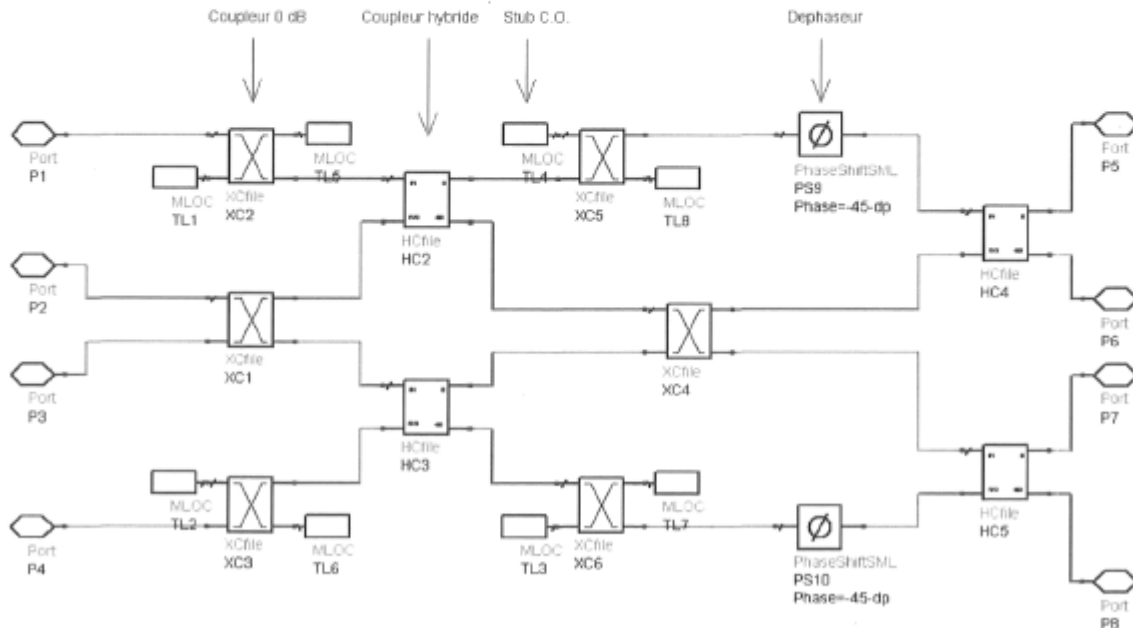 Coupleur 0 dB
Coupleur hybride
Stub C.O.
Dephaseur
Port
P1
MLOC
TL1
XCfile
XC2
MLOC
TL5
HCfile
HC2
MLOC
TL4
XCfile
XC5
MLOC
TL8
PhaseShiftSML
PS9
Phase=-45-dp
Port
P5
HCfile
HC4
Port
P6
Port
P2
Port
P3
XCfile
XC1
XCfile
XC4
HCfile
HC3
Port
P7
Port
P4
MLOC
TL2
XCfile
XC3
MLOC
TL6
MLOC
TL3
XCfile
XC6
MLOC
TL7
PhaseShiftSML
PS10
Phase=-45-dp
HCfile
HC5
Port
P8